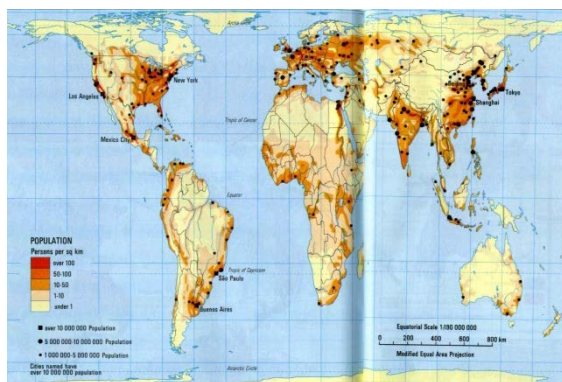 Arctic Circle
New York
Los Angeles
Tokyo
Shanghai
Tropic of Cancer
Mexico City
Equator
POPULATION
Persons per sq km
over 100
50-100
10-50
1-10
under 1
Tropic of Capricorn
São Paulo
Buenos Aires
over 10 000 000 Population
5 000 000-10 000 000 Population
1 000 000-5 000 000 Population
Cities named have
over 10 000 000 population
Equatorial Scale 1:190 000 000
0 200 400 600 800 km
Modified Equal Area Projection
Antarctic Circle